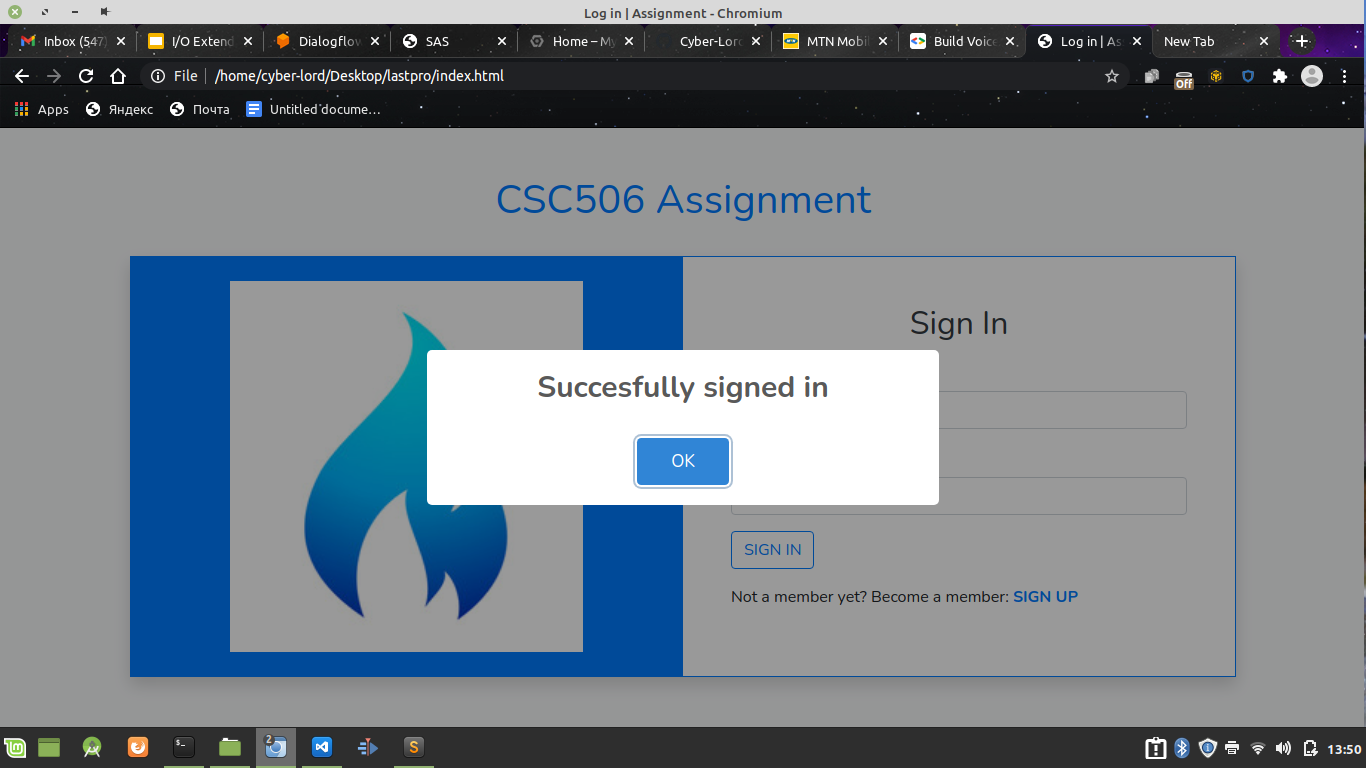 Log in | Assignment - Chromium
Inbox (547)
I/O Extend
Dialogflow
SAS
Home – My
Cyber-Lord
MTN Mobil
Build Voice
Log in | Ass
New Tab
File
/home/cyber-lord/Desktop/lastpro/index.html
Off
Apps
Яндекс
Почта
Untitled docume...
CSC506 Assignment
Sign In
Succesfully signed in
OK
SIGN IN
Not a member yet? Become a member: SIGN UP
2
13:50